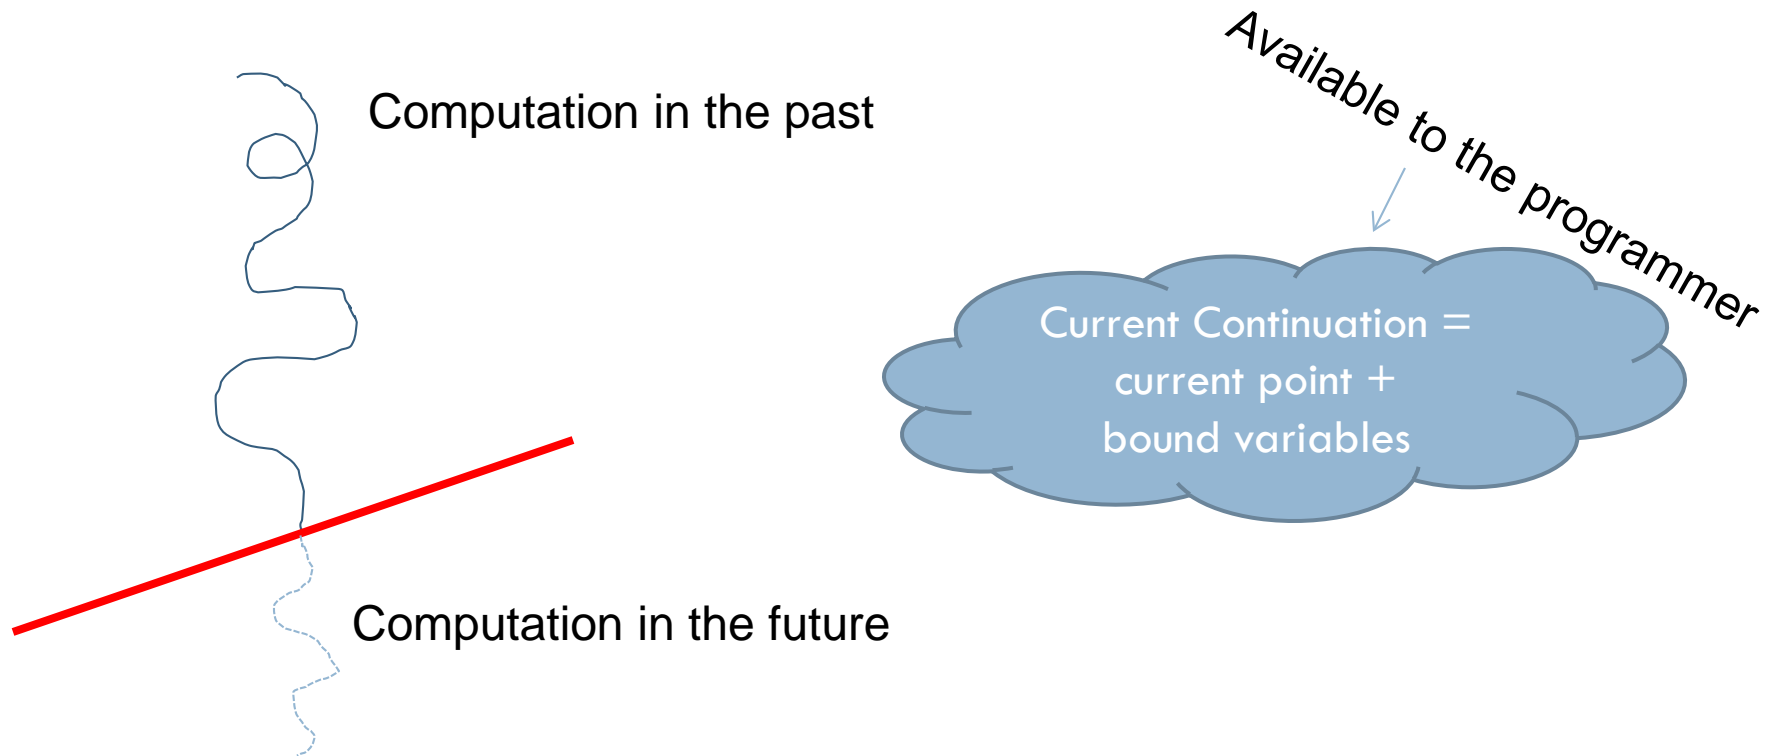 Computation in the past
Available to the programmer
Current Continuation =
current point +
bound variables
Computation in the future